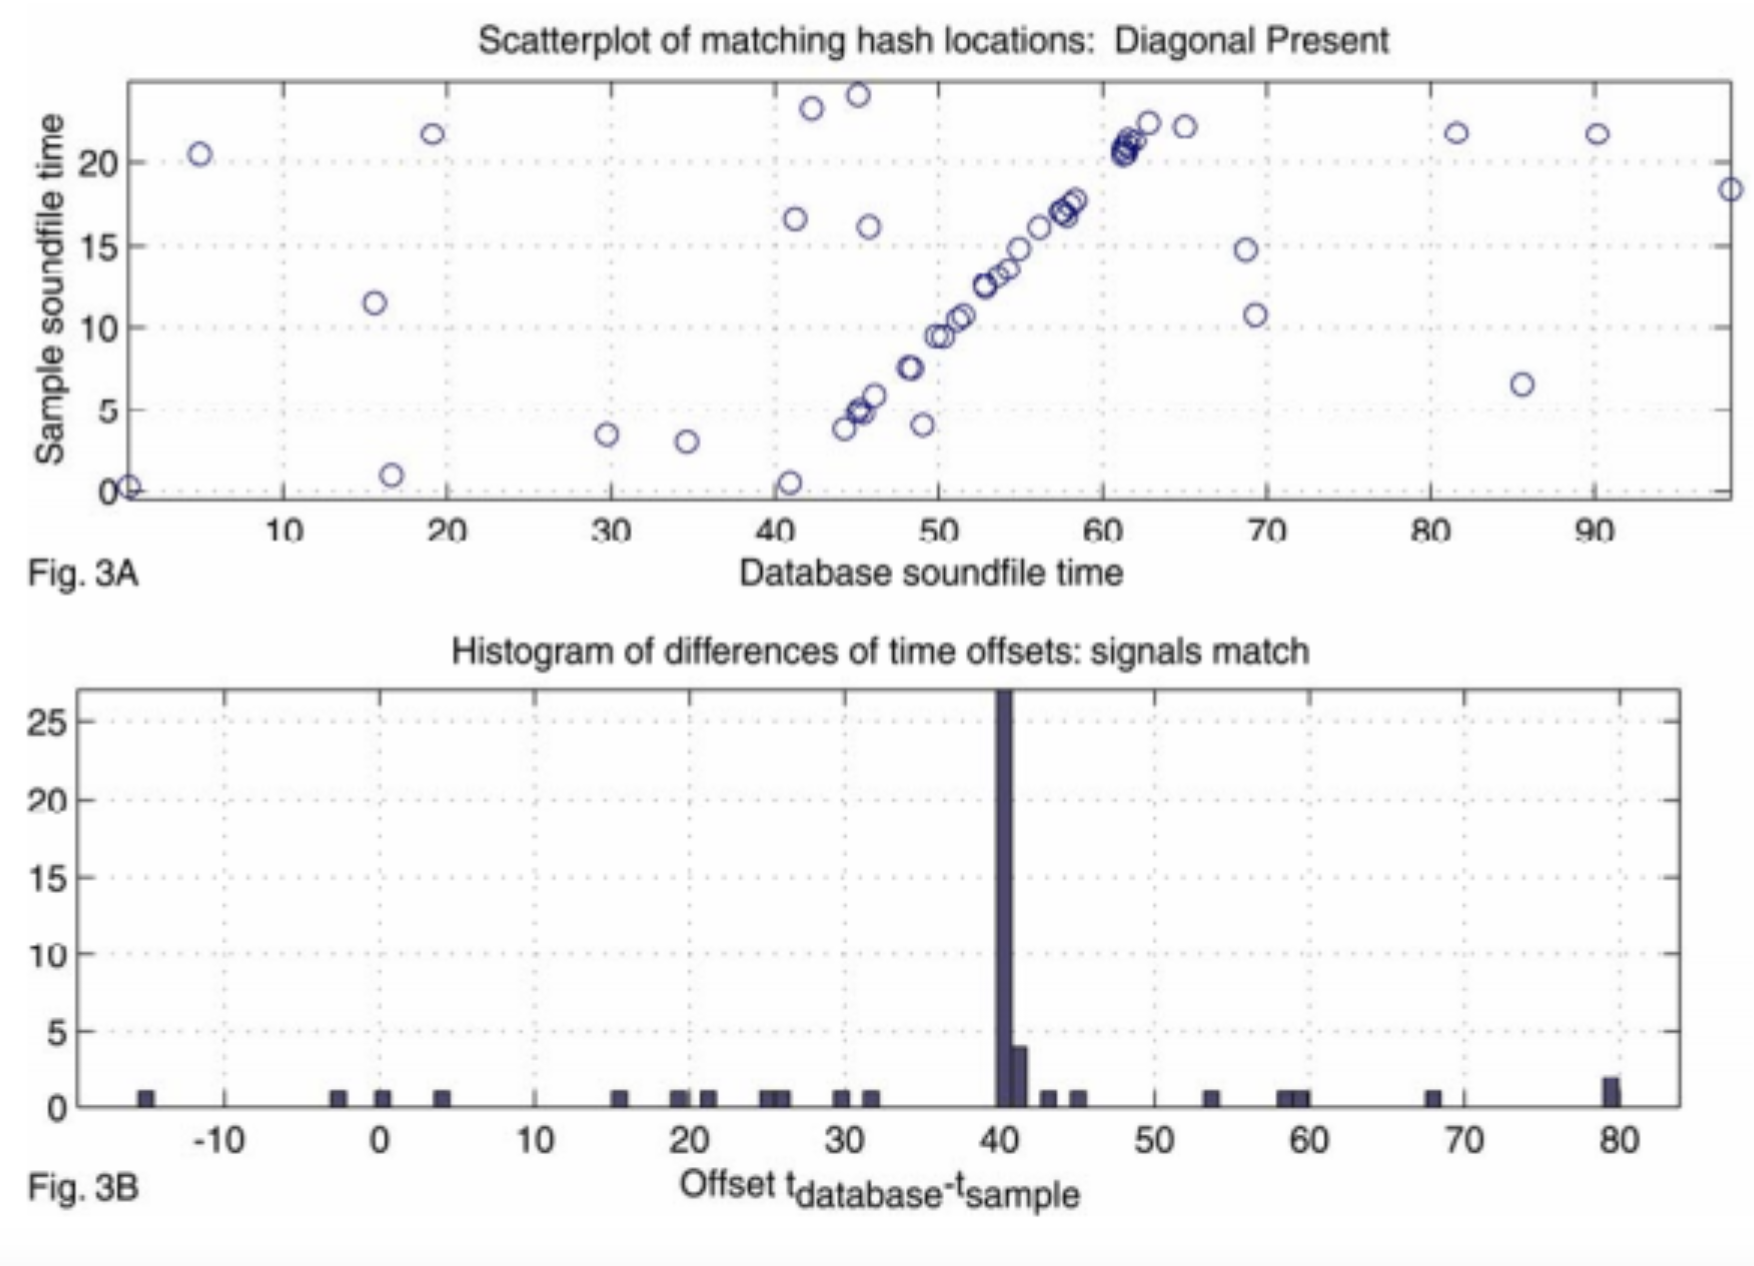 Scatterplot of matching hash locations: Diagonal Present
Sample soundfile time
20
15
10
5
0
10 20 30 40 50 60 70 80 90
Fig. 3A
Database soundfile time
Histogram of differences of time offsets: signals match
25
20
15
10
5
0
-10 0 10 20 30 40 50 60 70 80
Fig. 3B
Offset tdatabase-tsample